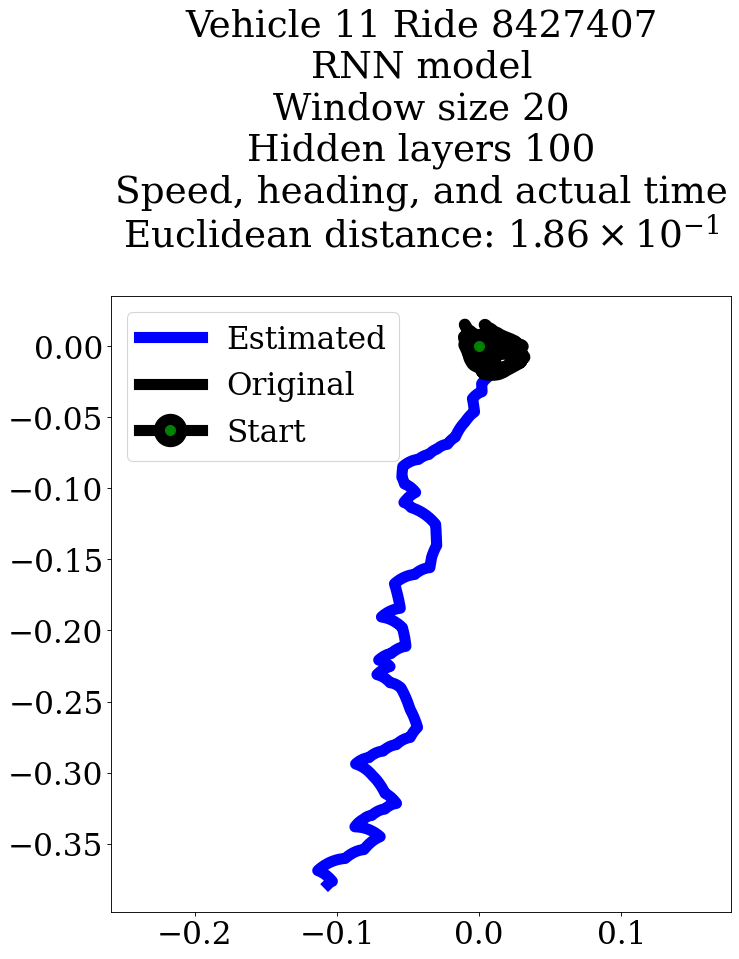 Vehicle 11 Ride 8427407
RNN model
Window size 20
Hidden layers 100
Speed, heading, and actual time
Euclidean distance: 1.86 × 10⁻¹
Estimated
Original
Start
0.00
−0.05
−0.10
−0.15
−0.20
−0.25
−0.30
−0.35
−0.2 −0.1 0.0 0.1